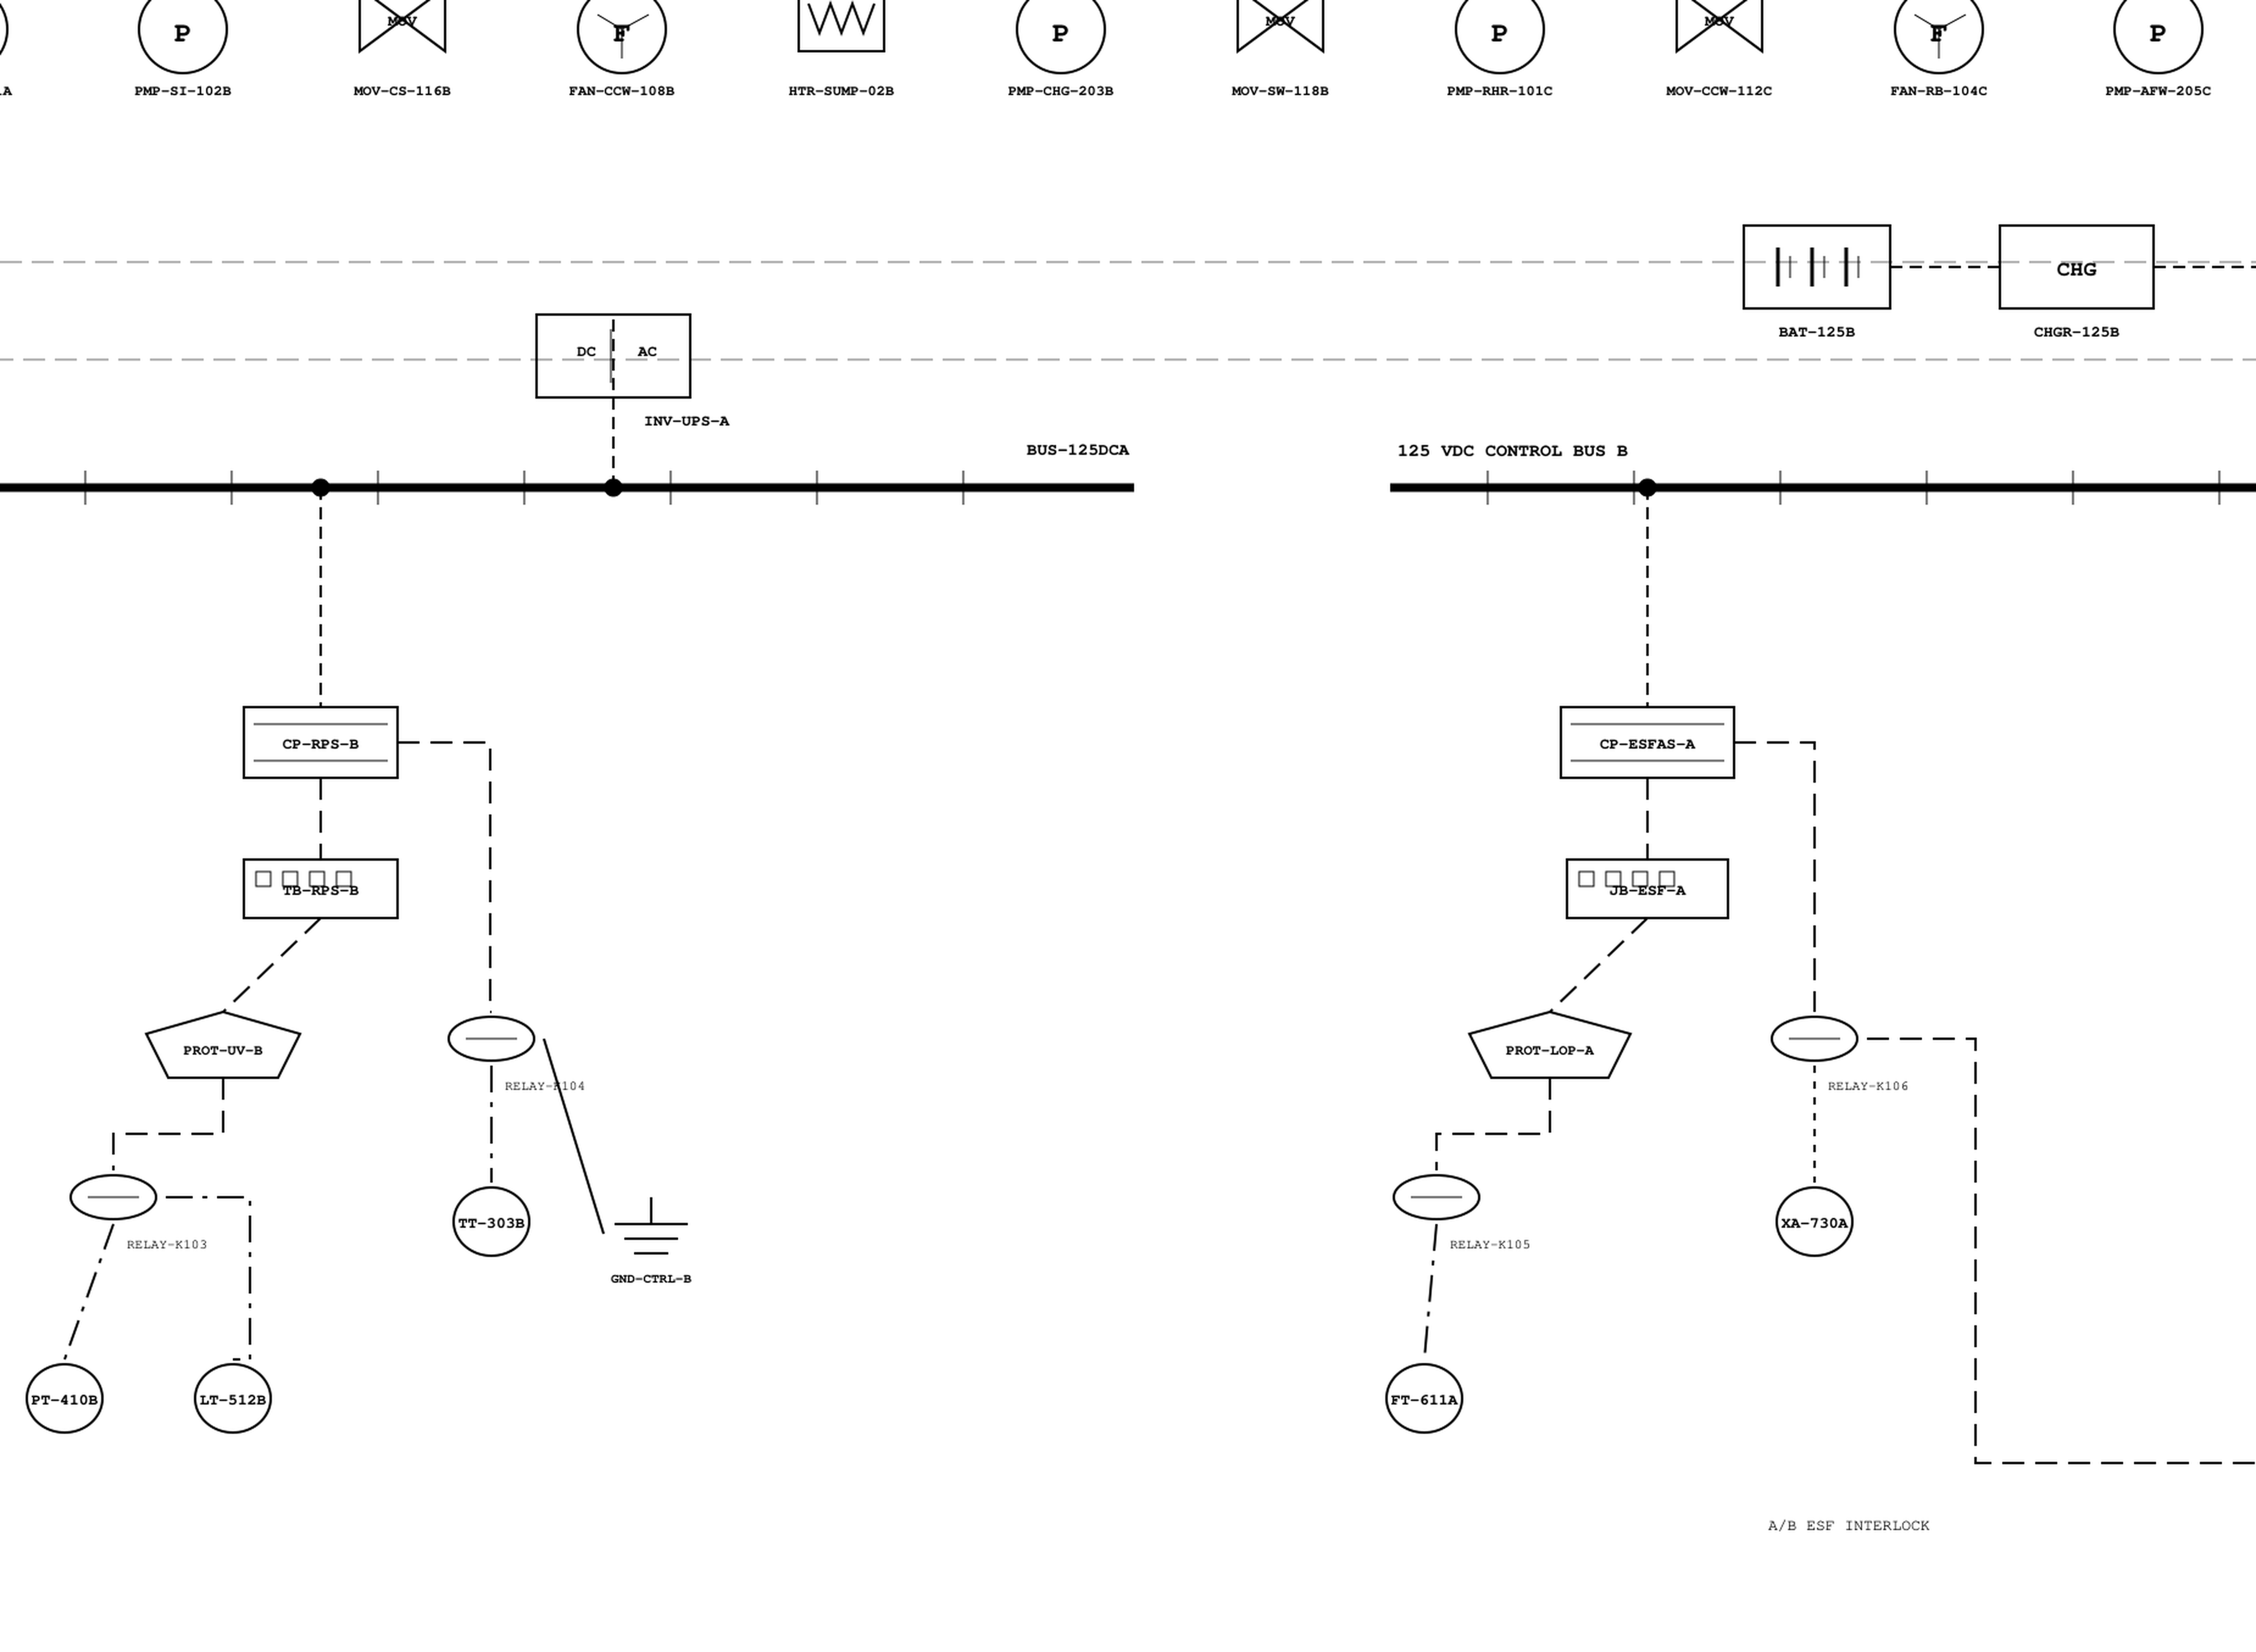 P
MOV
F
P
MOV
P
MOV
F
P
A
PMP-SI-102B
MOV-CS-116B
FAN-CCW-108B
HTR-SUMP-02B
PMP-CHG-203B
MOV-SW-118B
PMP-RHR-101C
MOV-CCW-112C
FAN-RB-104C
PMP-AFW-205C
CHG
BAT-125B
CHGR-125B
DC
AC
INV-UPS-A
BUS-125DCA
125 VDC CONTROL BUS B
CP-RPS-B
CP-ESFAS-A
TB-RPS-B
JB-ESF-A
PROT-UV-B
PROT-LOP-A
RELAY-K104
RELAY-K106
RELAY-K103
TT-303B
RELAY-K105
XA-730A
GND-CTRL-B
PT-410B
LT-512B
FT-611A
A/B ESF INTERLOCK